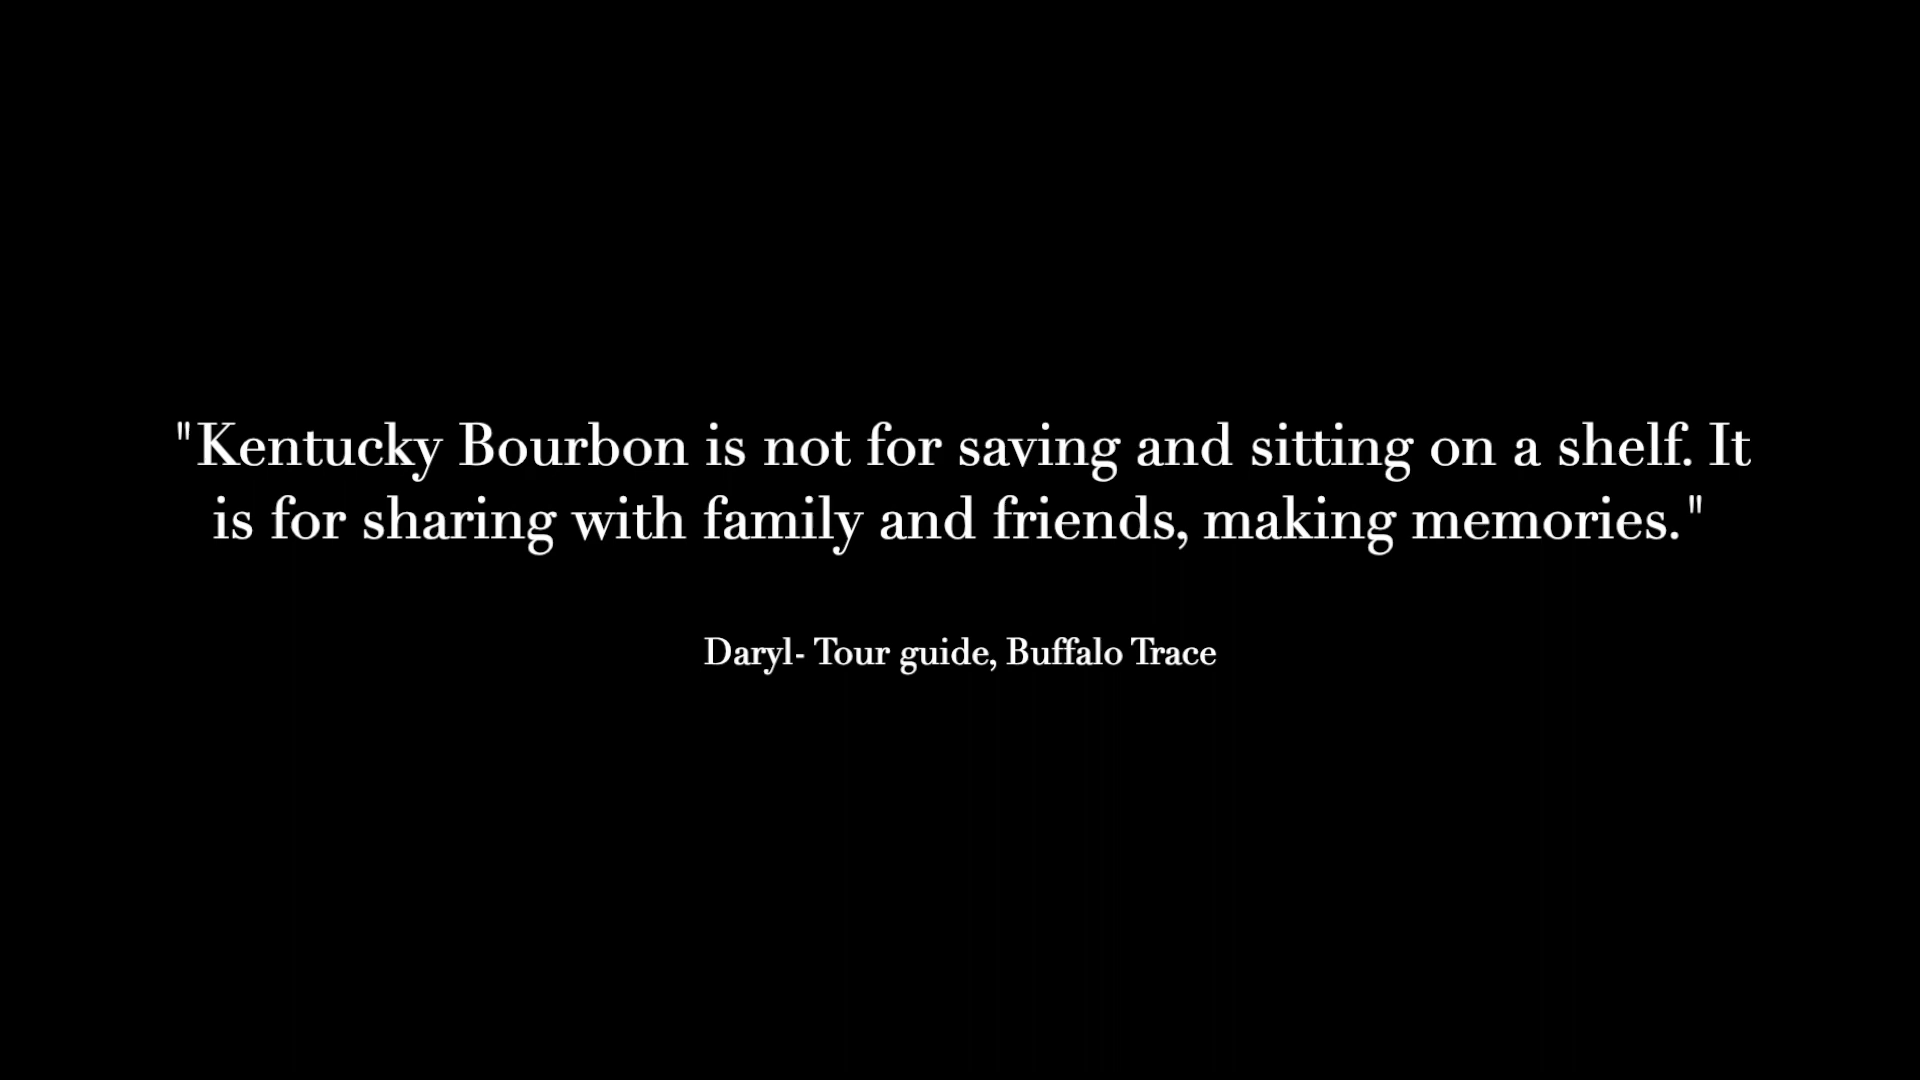 "Kentucky Bourbon is not for saving and sitting on a shelf. It
is for sharing with family and friends, making memories."
Daryl- Tour guide, Buffalo Trace